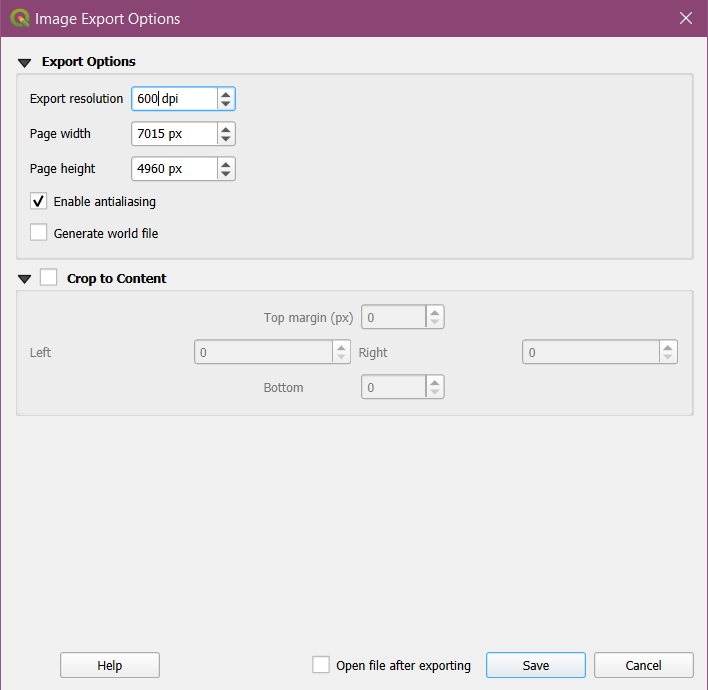 Image Export Options
Export Options
Export resolution 600 dpi
Page width 7015 px
Page height 4960 px
Enable antialiasing
Generate world file
Crop to Content
Top margin (px) 0
Left 0 Right 0
Bottom 0
Help Open file after exporting Save Cancel